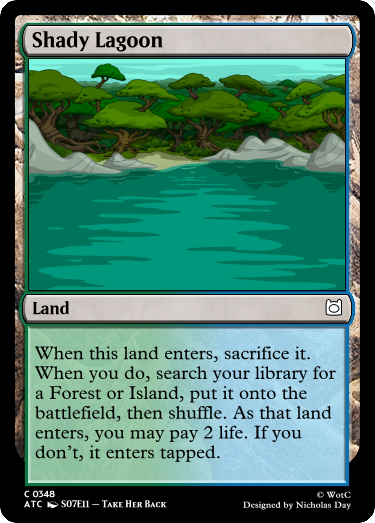 Shady Lagoon
Land
When this land enters, sacrifice it.
When you do, search your library for
a Forest or Island, put it onto the
battlefield, then shuffle. As that land
enters, you may pay 2 life. If you
don't, it enters tapped.
C 0348
ATC S07E11 – Take Her Back
© WotC
Designed by Nicholas Day